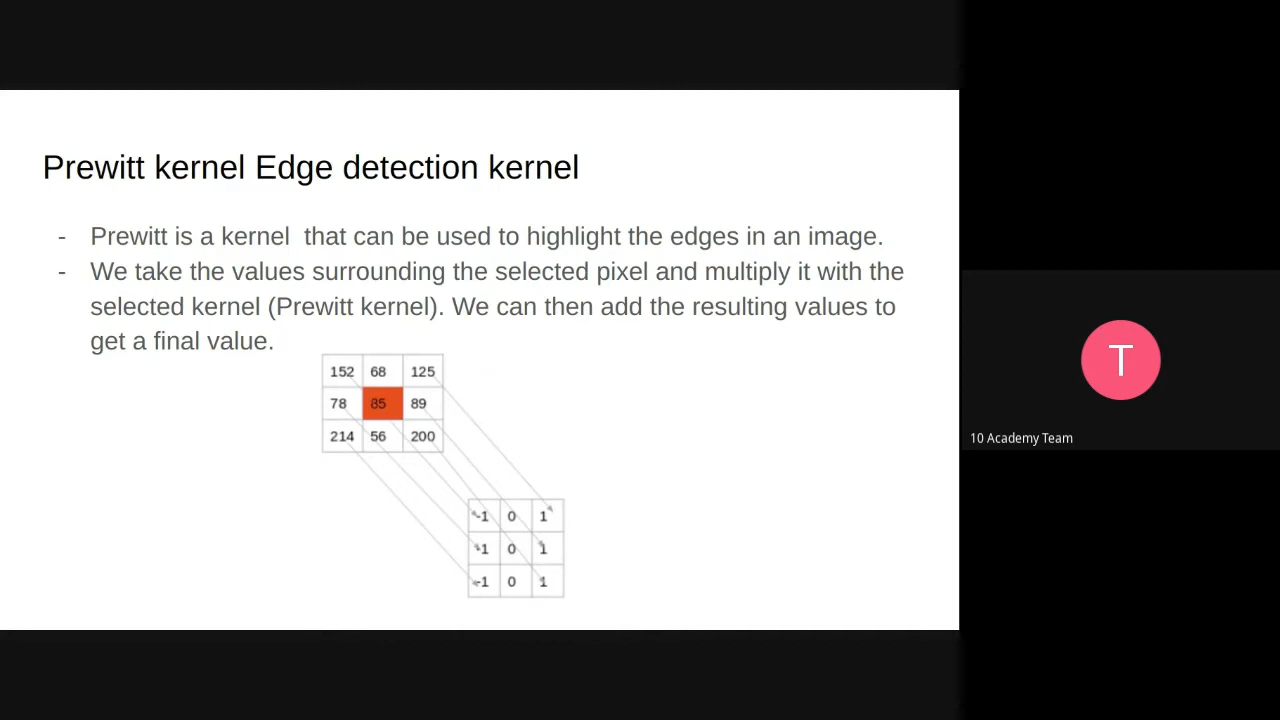 Prewitt kernel Edge detection kernel
- Prewitt is a kernel  that can be used to highlight the edges in an image.
- We take the values surrounding the selected pixel and multiply it with the
selected kernel (Prewitt kernel). We can then add the resulting values to
get a final value.
152 68 125
78 85 89
214 56 200
-1 0 1
-1 0 1
-1 0 1
T
10 Academy Team